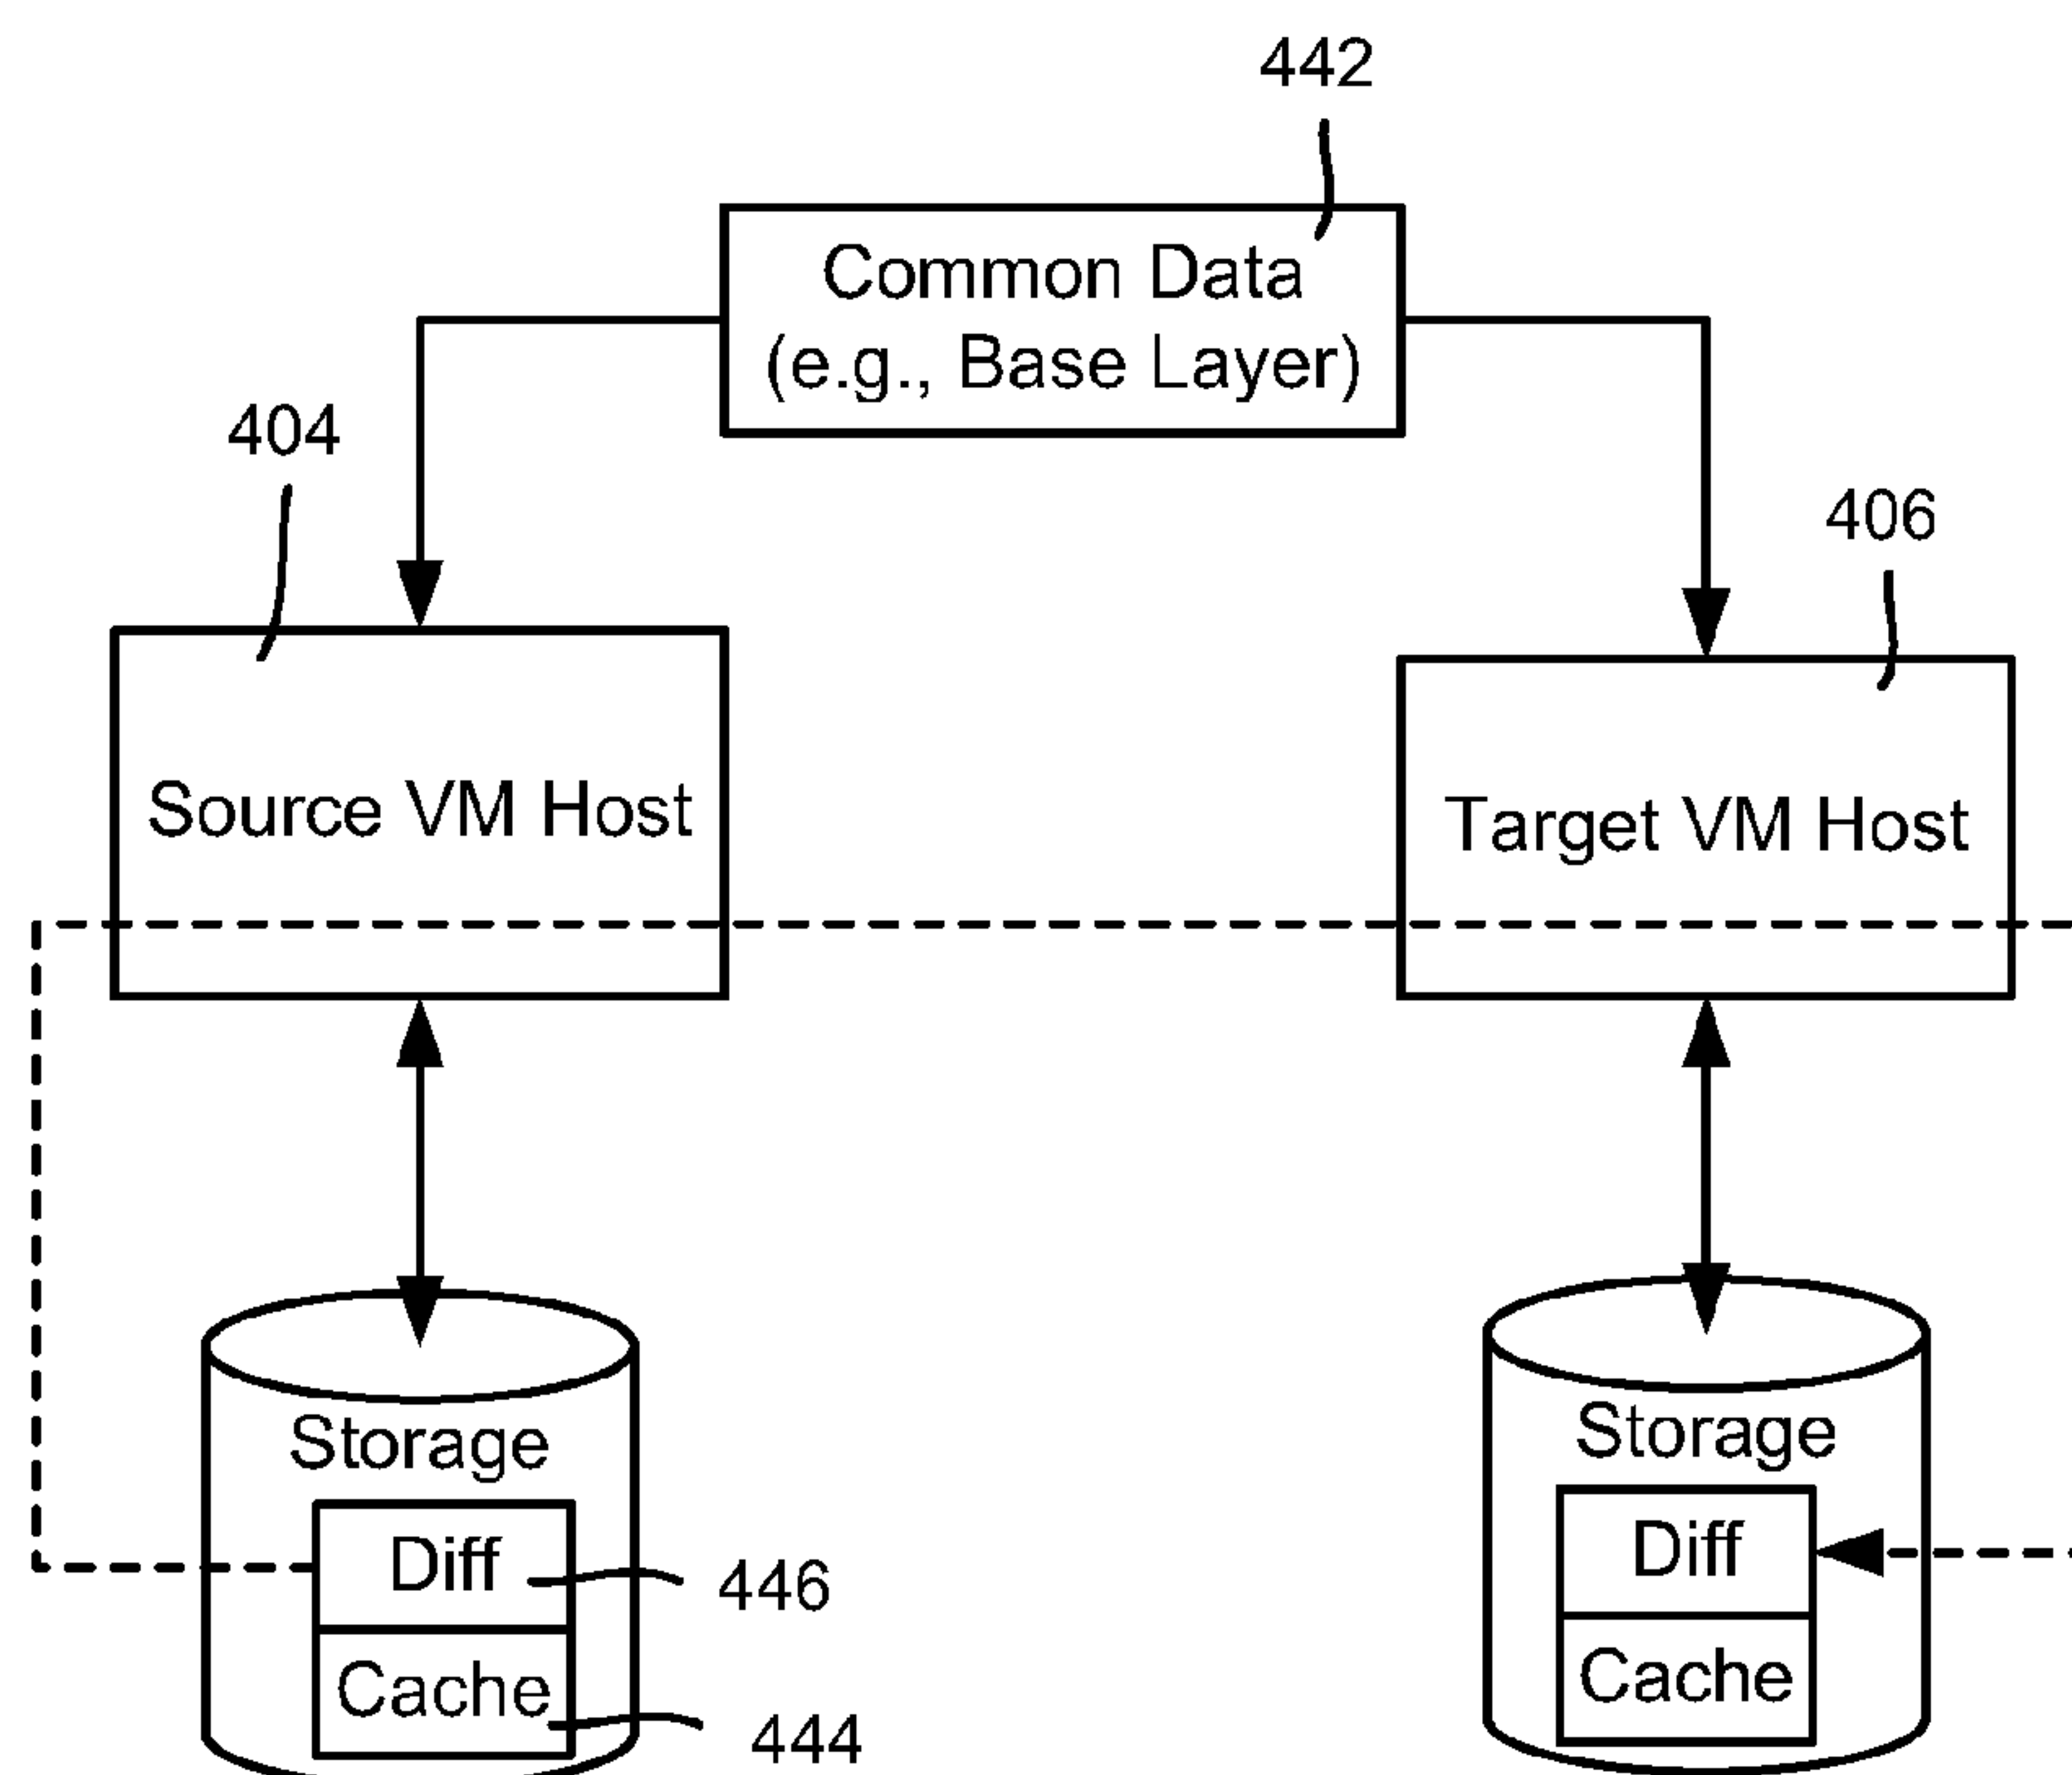 442
Common Data
(e.g., Base Layer)
404
406
Source VM Host
Target VM Host
Storage
Diff
446
Cache
444
Storage
Diff
Cache